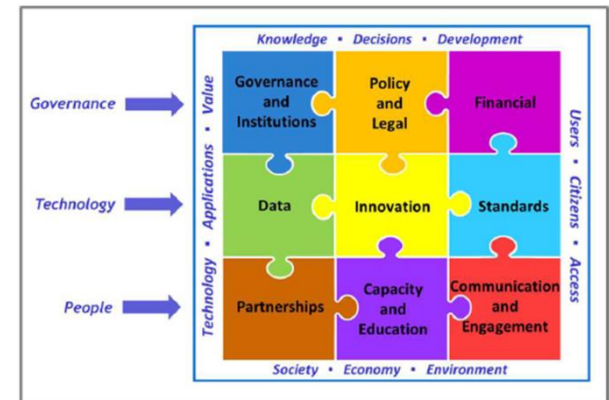 Knowledge • Decisions • Development
Governance
Technology
People
Technology • Applications • Value
Governance
and
Institutions
Policy
and
Legal
Financial
Data
Innovation
Standards
Partnerships
Capacity
and
Education
Communication
and
Engagement
Users • Citizens • Access
Society • Economy • Environment